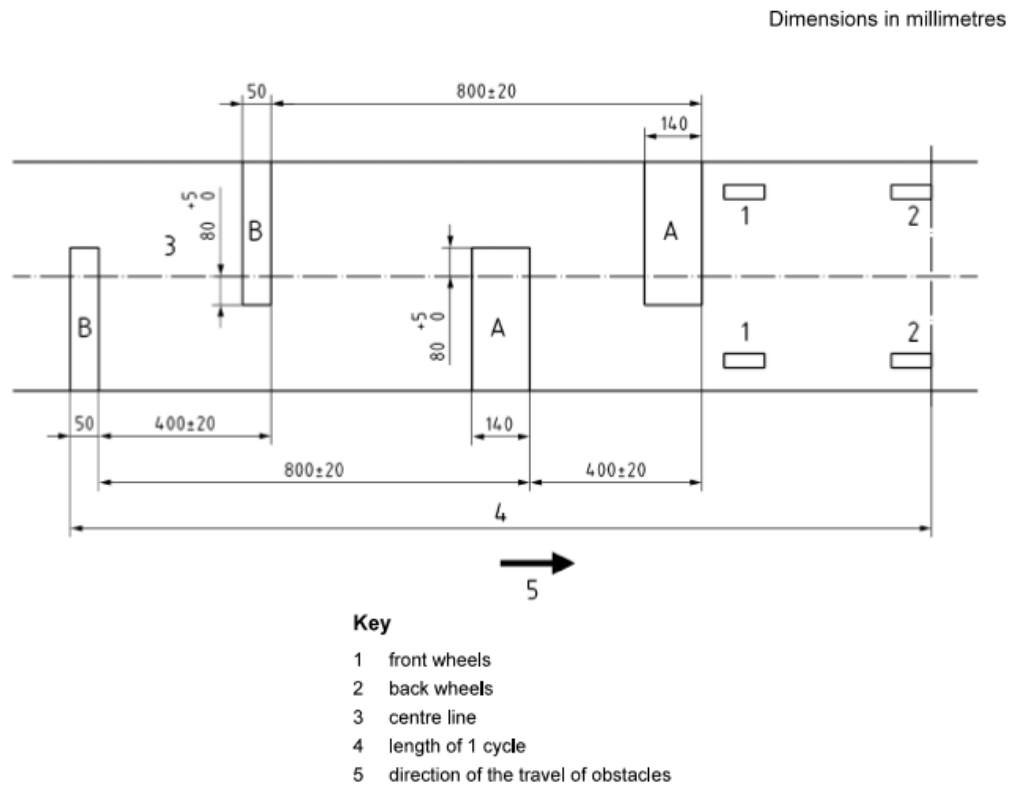 Dimensions in millimetres
50
800±20
140
80 +5 0
1
2
3
B
A
B
80 +5 0
A
1
2
50
400±20
140
800±20
400±20
4
5
Key
1 front wheels
2 back wheels
3 centre line
4 length of 1 cycle
5 direction of the travel of obstacles